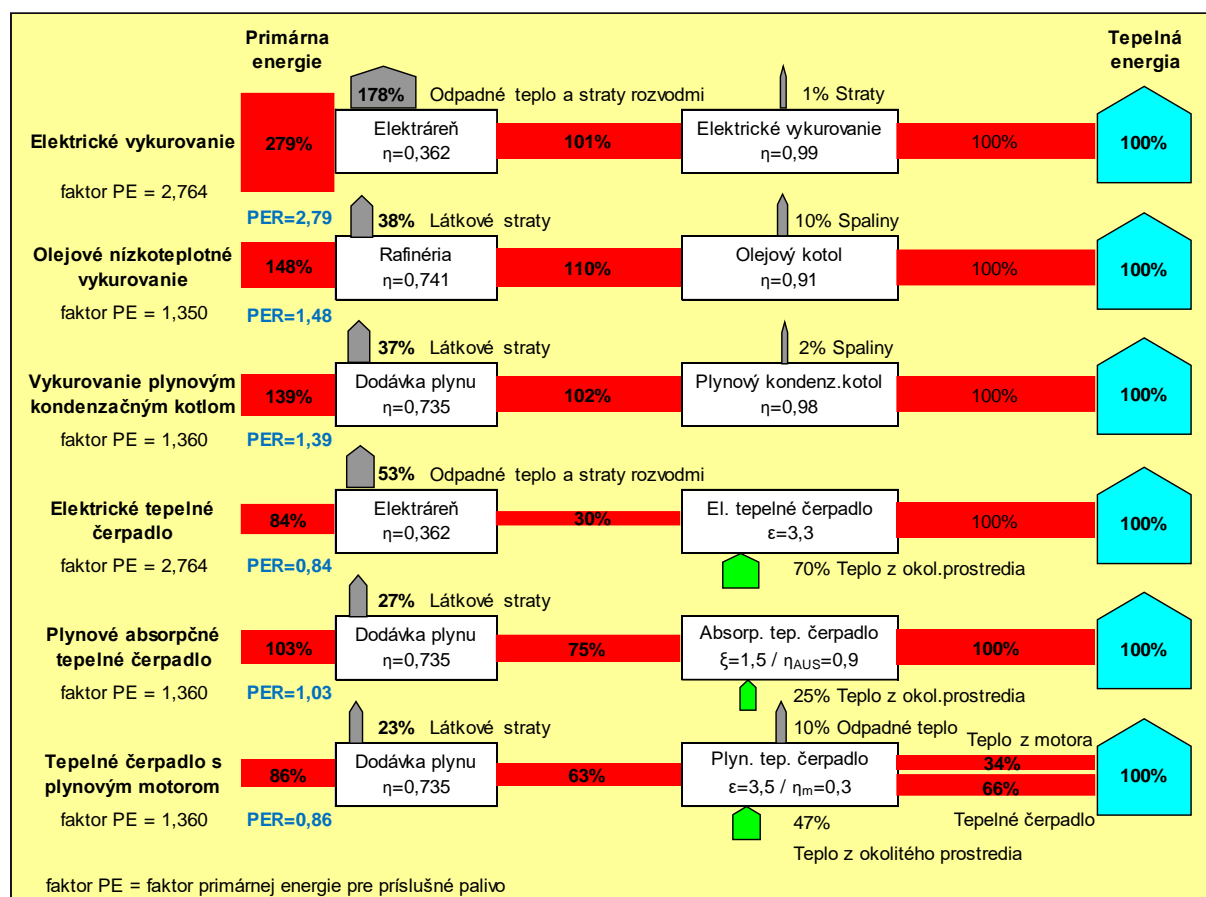 Primárna
energie
Tepelná
energia
178%
Odpadné teplo a straty rozvodmi
1% Straty
Elektrické vykurovanie
279%
Elektráreň
η=0,362
101%
Elektrické vykurovanie
η=0,99
100%
100%
faktor PE = 2,764
PER=2,79
38% Látkové straty
10% Spaliny
Olejové nízkoteplotné
vykurovanie
148%
Rafinéria
η=0,741
110%
Olejový kotol
η=0,91
100%
100%
faktor PE = 1,350
PER=1,48
37% Látkové straty
2% Spaliny
Vykurovanie plynovým
kondenzačným kotlom
139%
Dodávka plynu
η=0,735
102%
Plynový kondenz.kotol
η=0,98
100%
100%
faktor PE = 1,360
PER=1,39
53% Odpadné teplo a straty rozvodmi
Elektrické tepelné
čerpadlo
84%
Elektráreň
η=0,362
30%
El. tepelné čerpadlo
ε=3,3
100%
100%
faktor PE = 2,764
PER=0,84
70% Teplo z okol.prostredia
27% Látkové straty
Plynové absorpčné
tepelné čerpadlo
103%
Dodávka plynu
η=0,735
75%
Absorp. tep. čerpadlo
ξ=1,5 / ηAUS=0,9
100%
100%
faktor PE = 1,360
PER=1,03
25% Teplo z okol.prostredia
23% Látkové straty
10% Odpadné teplo
Teplo z motora
Tepelné čerpadlo s
plynovým motorom
86%
Dodávka plynu
η=0,735
63%
Plyn. tep. čerpadlo
ε=3,5 / ηm=0,3
34%
66%
100%
faktor PE = 1,360
PER=0,86
47%
Teplo z okolitého prostredia
Tepelné čerpadlo
faktor PE = faktor primárnej energie pre príslušné palivo